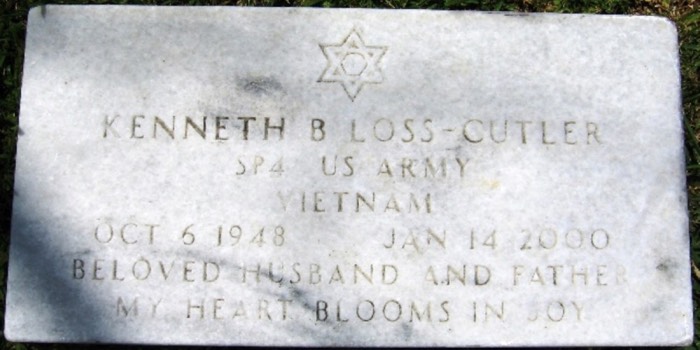 KENNETH B LOSS-CUTLER
SP4 US ARMY
VIETNAM
OCT 6 1948 JAN 14 2000
BELOVED HUSBAND AND FATHER
MY HEART BLOOMS IN JOY